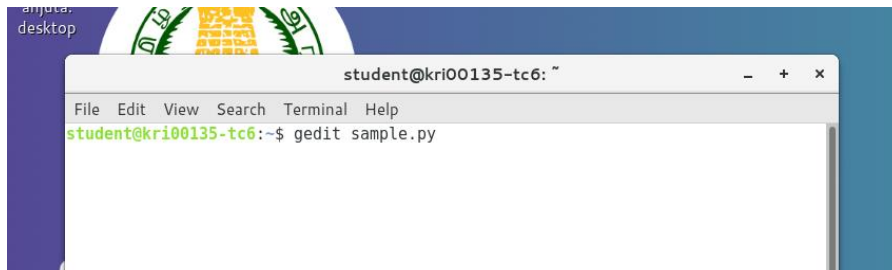 anjuta.
desktop
student@kri00135-tc6: ~
File Edit View Search Terminal Help
student@kri00135-tc6:~$ gedit sample.py